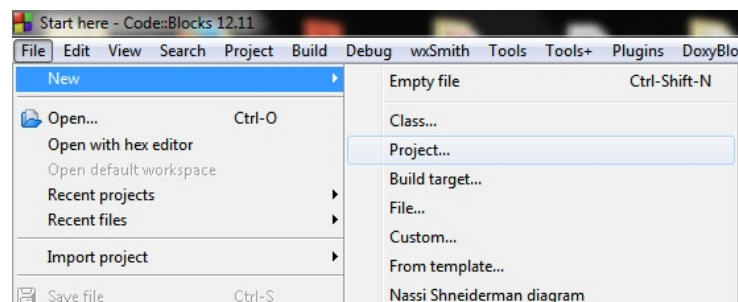 Start here - Code::Blocks 12.11
File Edit View Search Project Build Debug wxSmith Tools Tools+ Plugins DoxyBlo
New
Empty file Ctrl-Shift-N
Open... Ctrl-O
Class...
Open with hex editor
Project...
Open default workspace
Build target...
Recent projects
File...
Recent files
Custom...
Import project
From template...
Save file Ctrl-S
Nassi Shneiderman diagram